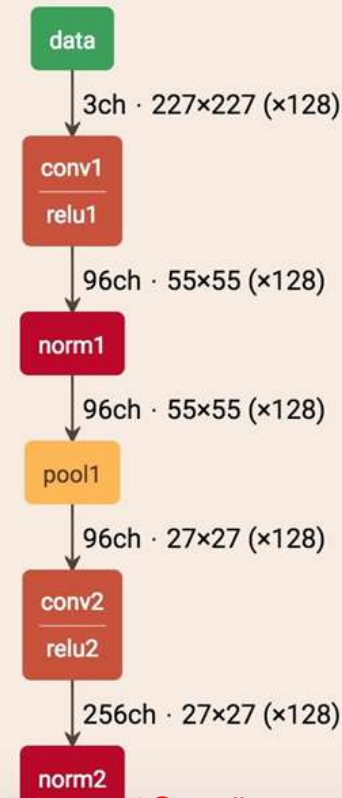 data
3ch · 227×227 (×128)
conv1
relu1
96ch · 55×55 (×128)
norm1
96ch · 55×55 (×128)
pool1
96ch · 27×27 (×128)
conv2
relu2
256ch · 27×27 (×128)
norm2